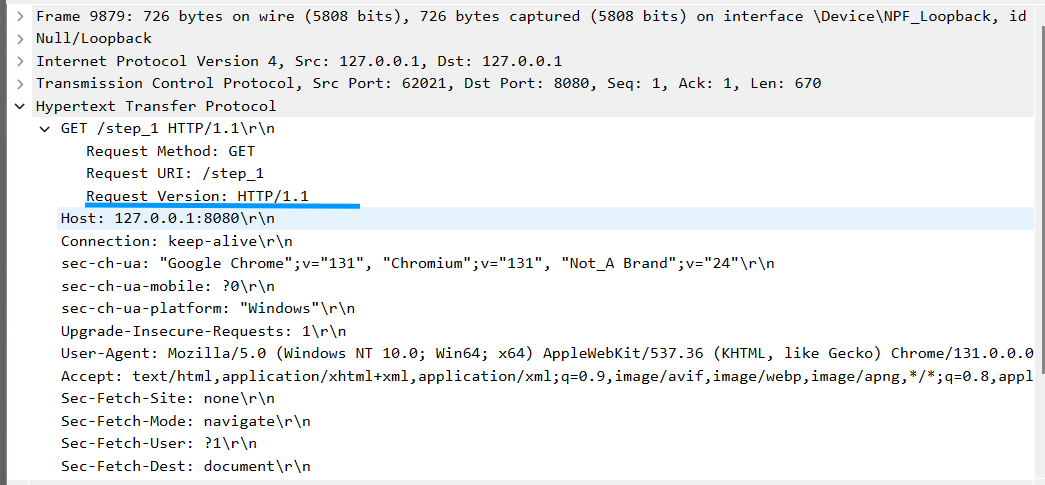 Frame 9879: 726 bytes on wire (5808 bits), 726 bytes captured (5808 bits) on interface \Device\NPF_Loopback, id
Null/Loopback
Internet Protocol Version 4, Src: 127.0.0.1, Dst: 127.0.0.1
Transmission Control Protocol, Src Port: 62021, Dst Port: 8080, Seq: 1, Ack: 1, Len: 670
Hypertext Transfer Protocol
GET /step_1 HTTP/1.1\r\n
Request Method: GET
Request URI: /step_1
Request Version: HTTP/1.1
Host: 127.0.0.1:8080\r\n
Connection: keep-alive\r\n
sec-ch-ua: "Google Chrome";v="131", "Chromium";v="131", "Not_A Brand";v="24"\r\n
sec-ch-ua-mobile: ?0\r\n
sec-ch-ua-platform: "Windows"\r\n
Upgrade-Insecure-Requests: 1\r\n
User-Agent: Mozilla/5.0 (Windows NT 10.0; Win64; x64) AppleWebKit/537.36 (KHTML, like Gecko) Chrome/131.0.0.0
Accept: text/html,application/xhtml+xml,application/xml;q=0.9,image/avif,image/webp,image/apng,*/*;q=0.8,appl
Sec-Fetch-Site: none\r\n
Sec-Fetch-Mode: navigate\r\n
Sec-Fetch-User: ?1\r\n
Sec-Fetch-Dest: document\r\n